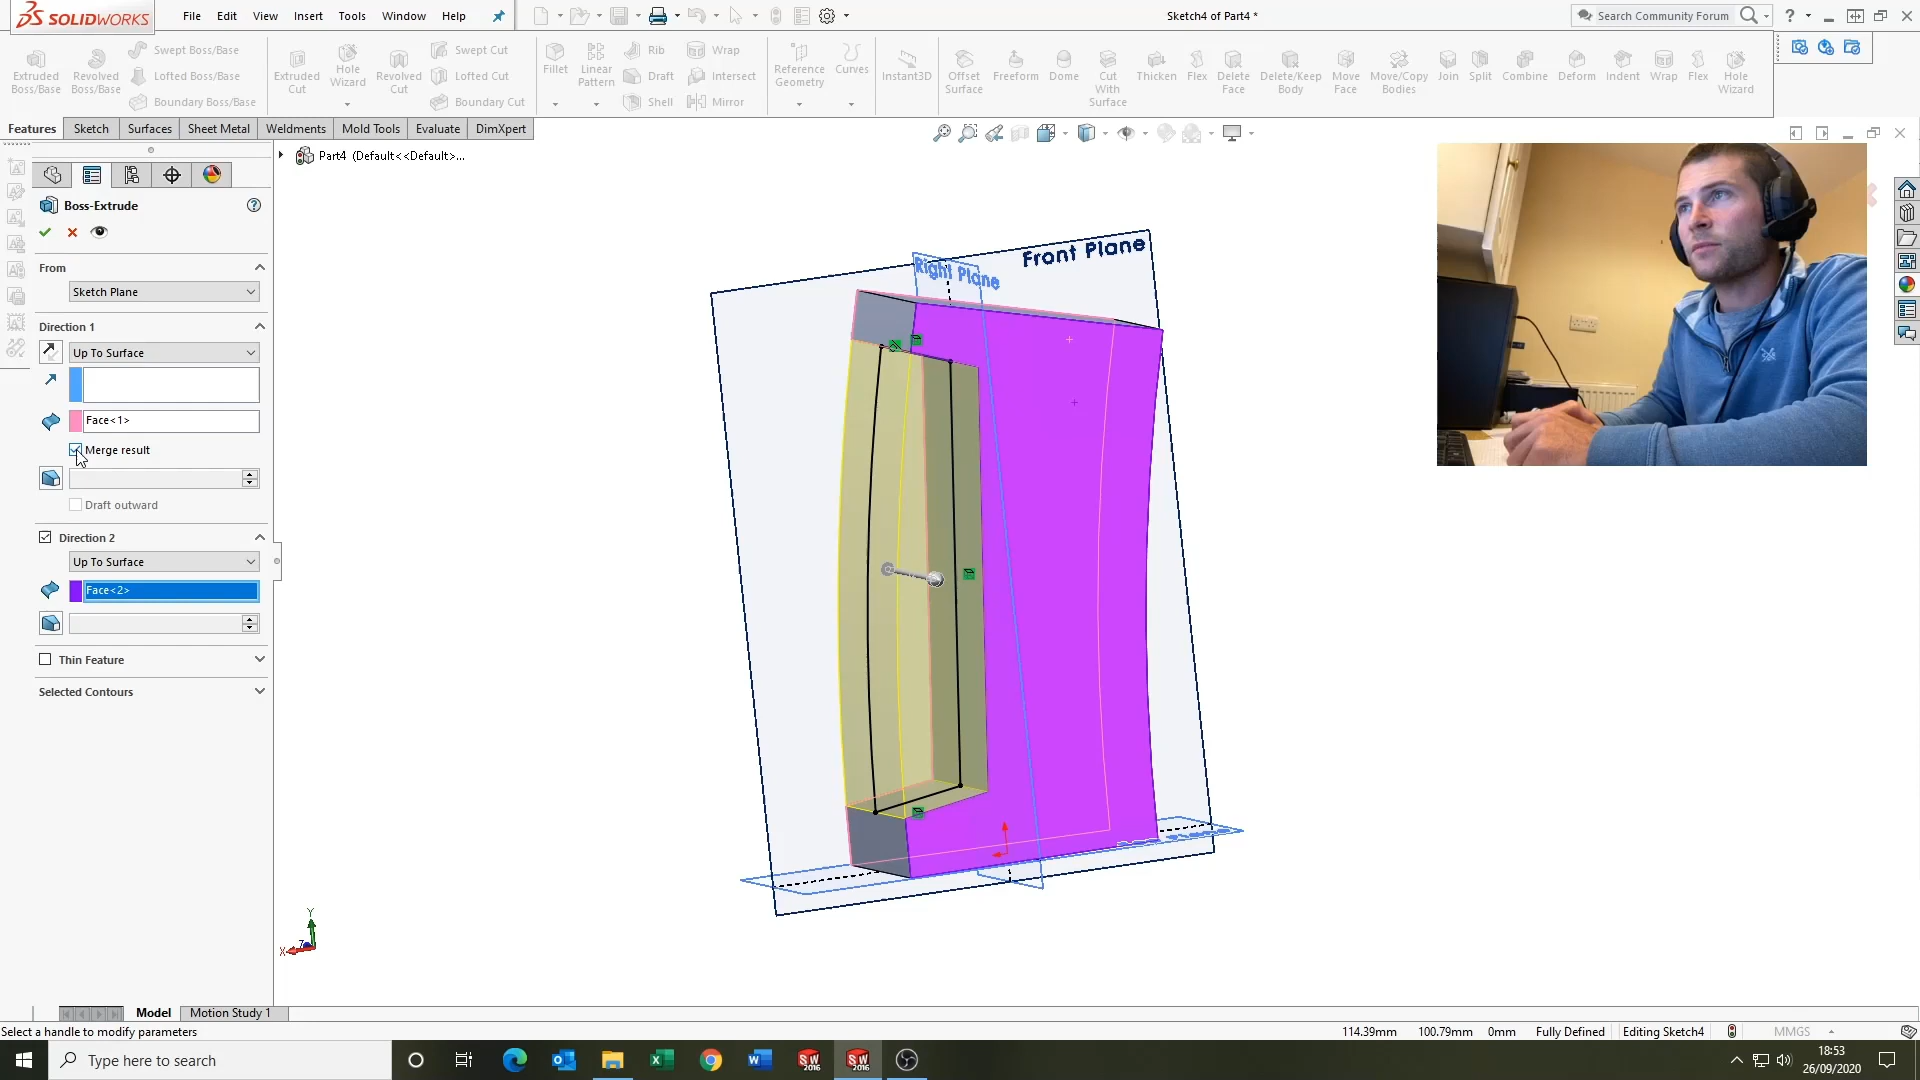 SOLIDWORKS
File Edit View Insert Tools Window Help
Sketch4 of Part4 *
Search Community Forum
Extruded Boss/Base
Revolved Boss/Base
Swept Boss/Base
Lofted Boss/Base
Boundary Boss/Base
Extruded Cut
Hole Wizard
Revolved Cut
Swept Cut
Lofted Cut
Boundary Cut
Fillet
Linear Pattern
Rib
Draft
Shell
Wrap
Intersect
Mirror
Reference Geometry
Curves
Instant3D
Offset Surface
Freeform
Dome
Cut With Surface
Thicken
Flex
Delete Face
Delete/Keep Body
Move Face
Move/Copy Bodies
Join
Split
Combine
Deform
Indent
Wrap
Flex
Hole Wizard
Features Sketch Surfaces Sheet Metal Weldments Mold Tools Evaluate DimXpert
Part4 (Default<<Default>...
Boss-Extrude
From
Sketch Plane
Direction 1
Up To Surface
Face<1>
Merge result
Draft outward
Direction 2
Up To Surface
Face<2>
Thin Feature
Selected Contours
Front Plane
Right Plane
Y
X
Z
Model Motion Study 1
Select a handle to modify parameters
114.39mm 100.79mm 0mm Fully Defined Editing Sketch4 MMGS
Type here to search
18:53
26/09/2020